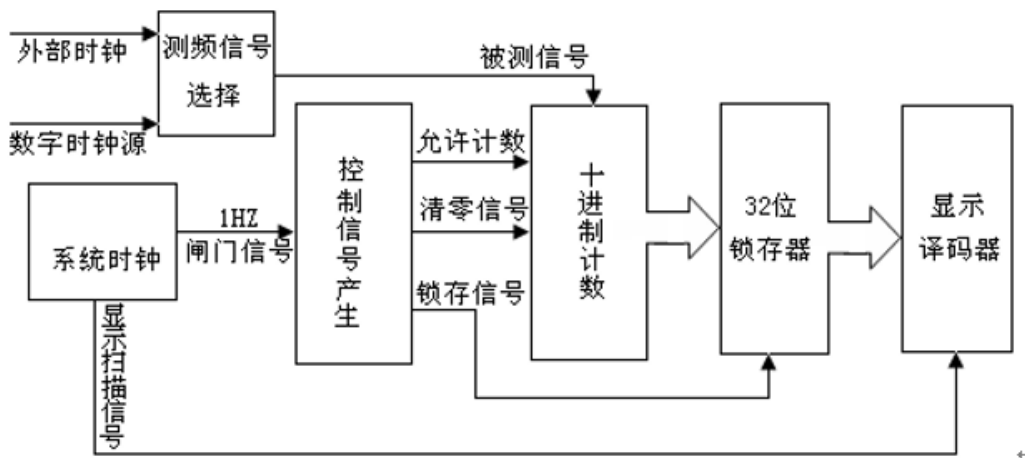 外部时钟
数字时钟源
测频信号
选择
被测信号
系统时钟
1HZ
闸门信号
控制信号产生
允许计数
清零信号
锁存信号
十进制计数
32位
锁存器
显示
译码器
显示扫描信号